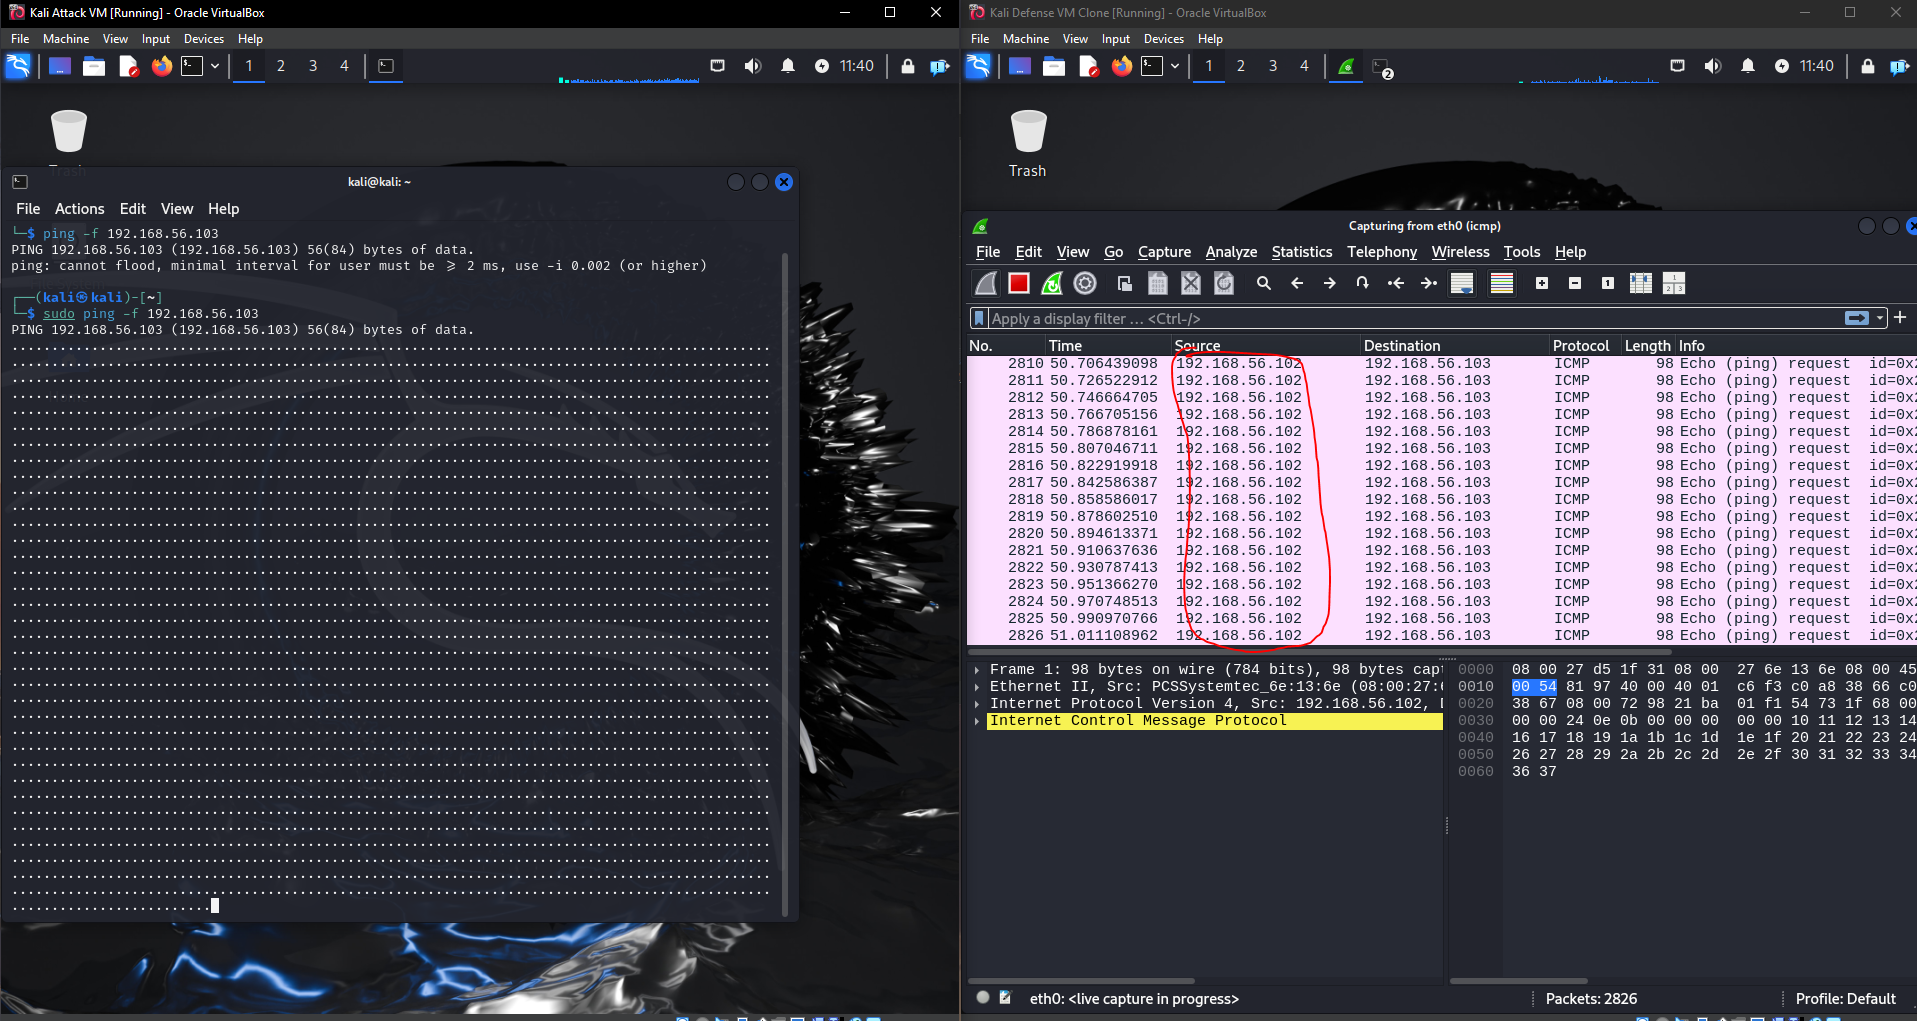 Kali Attack VM [Running] - Oracle VirtualBox
File Machine View Input Devices Help
1 2 3 4 11:40
Trash
kali@kali: ~
File Actions Edit View Help
└─$ ping -f 192.168.56.103
PING 192.168.56.103 (192.168.56.103) 56(84) bytes of data.
ping: cannot flood, minimal interval for user must be ≥ 2 ms, use -i 0.002 (or higher)
┌──(kali㉿kali)-[~]
└─$ sudo ping -f 192.168.56.103
PING 192.168.56.103 (192.168.56.103) 56(84) bytes of data.
Kali Defense VM Clone [Running] - Oracle VirtualBox
File Machine View Input Devices Help
1 2 3 4 2 11:40
Trash
Capturing from eth0 (icmp)
File Edit View Go Capture Analyze Statistics Telephony Wireless Tools Help
Apply a display filter ... <Ctrl-/>
No. Time Source Destination Protocol Length Info
2810 50.706439098 192.168.56.102 192.168.56.103 ICMP 98 Echo (ping) request id=0x2
2811 50.726522912 192.168.56.102 192.168.56.103 ICMP 98 Echo (ping) request id=0x2
2812 50.746664705 192.168.56.102 192.168.56.103 ICMP 98 Echo (ping) request id=0x2
2813 50.766705156 192.168.56.102 192.168.56.103 ICMP 98 Echo (ping) request id=0x2
2814 50.786878161 192.168.56.102 192.168.56.103 ICMP 98 Echo (ping) request id=0x2
2815 50.807046711 192.168.56.102 192.168.56.103 ICMP 98 Echo (ping) request id=0x2
2816 50.822919918 192.168.56.102 192.168.56.103 ICMP 98 Echo (ping) request id=0x2
2817 50.842586387 192.168.56.102 192.168.56.103 ICMP 98 Echo (ping) request id=0x2
2818 50.858586017 192.168.56.102 192.168.56.103 ICMP 98 Echo (ping) request id=0x2
2819 50.878602510 192.168.56.102 192.168.56.103 ICMP 98 Echo (ping) request id=0x2
2820 50.894613371 192.168.56.102 192.168.56.103 ICMP 98 Echo (ping) request id=0x2
2821 50.910637636 192.168.56.102 192.168.56.103 ICMP 98 Echo (ping) request id=0x2
2822 50.930787413 192.168.56.102 192.168.56.103 ICMP 98 Echo (ping) request id=0x2
2823 50.951366270 192.168.56.102 192.168.56.103 ICMP 98 Echo (ping) request id=0x2
2824 50.970748513 192.168.56.102 192.168.56.103 ICMP 98 Echo (ping) request id=0x2
2825 50.990970766 192.168.56.102 192.168.56.103 ICMP 98 Echo (ping) request id=0x2
2826 51.011108962 192.168.56.102 192.168.56.103 ICMP 98 Echo (ping) request id=0x2
Frame 1: 98 bytes on wire (784 bits), 98 bytes capt
Ethernet II, Src: PCSSystemtec_6e:13:6e (08:00:27:6
Internet Protocol Version 4, Src: 192.168.56.102, D
Internet Control Message Protocol
0000 08 00 27 d5 1f 31 08 00 27 6e 13 6e 08 00 45
0010 00 54 81 97 40 00 40 01 c6 f3 c0 a8 38 66 c0
0020 38 67 08 00 72 98 21 ba 01 f1 54 73 1f 68 00
0030 00 00 24 0e 0b 00 00 00 00 00 10 11 12 13 14
0040 16 17 18 19 1a 1b 1c 1d 1e 1f 20 21 22 23 24
0050 26 27 28 29 2a 2b 2c 2d 2e 2f 30 31 32 33 34
0060 36 37
eth0: <live capture in progress>
Packets: 2826
Profile: Default